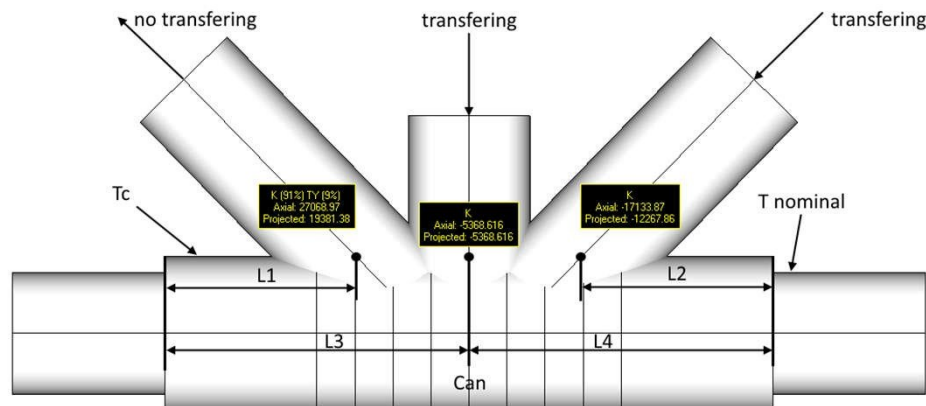 no transfering
transfering
transfering
K (91%) TY (9%)
Axial: 27068.97
Projected: 19381.38
K
Axial: -5368.616
Projected: -5368.616
K
Axial: -17133.87
Projected: -12267.86
Tc
T nominal
L1
L2
L3
L4
Can